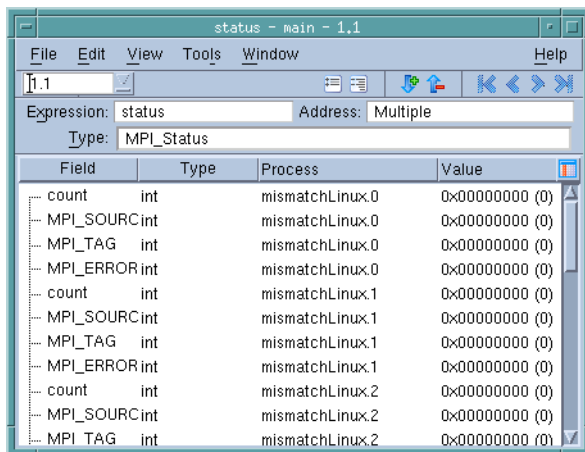 status - main - 1.1
File Edit View Tools Window Help
1.1
Expression: status Address: Multiple
Type: MPI_Status
Field Type Process Value
count int mismatchLinux.0 0x00000000 (0)
MPI_SOURC int mismatchLinux.0 0x00000000 (0)
MPI_TAG int mismatchLinux.0 0x00000000 (0)
MPI_ERROR int mismatchLinux.0 0x00000000 (0)
count int mismatchLinux.1 0x00000000 (0)
MPI_SOURC int mismatchLinux.1 0x00000000 (0)
MPI_TAG int mismatchLinux.1 0x00000000 (0)
MPI_ERROR int mismatchLinux.1 0x00000000 (0)
count int mismatchLinux.2 0x00000000 (0)
MPI_SOURC int mismatchLinux.2 0x00000000 (0)
MPI_TAG int mismatchLinux.2 0x00000000 (0)